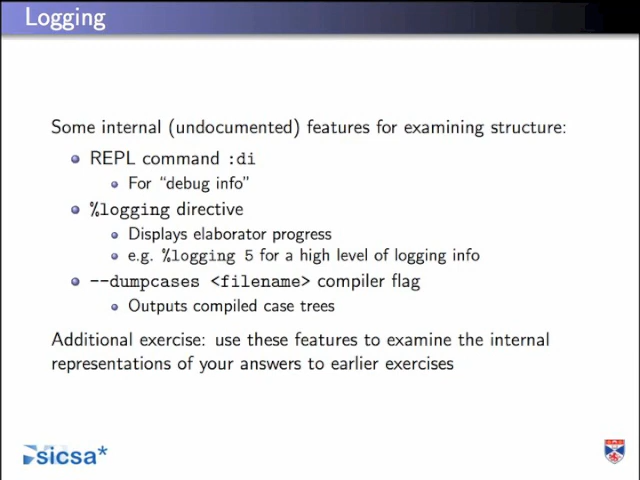 Logging
Some internal (undocumented) features for examining structure:
REPL command :di
For “debug info”
%logging directive
Displays elaborator progress
e.g. %logging 5 for a high level of logging info
--dumpcases <filename> compiler flag
Outputs compiled case trees
Additional exercise: use these features to examine the internal
representations of your answers to earlier exercises
sicsa*